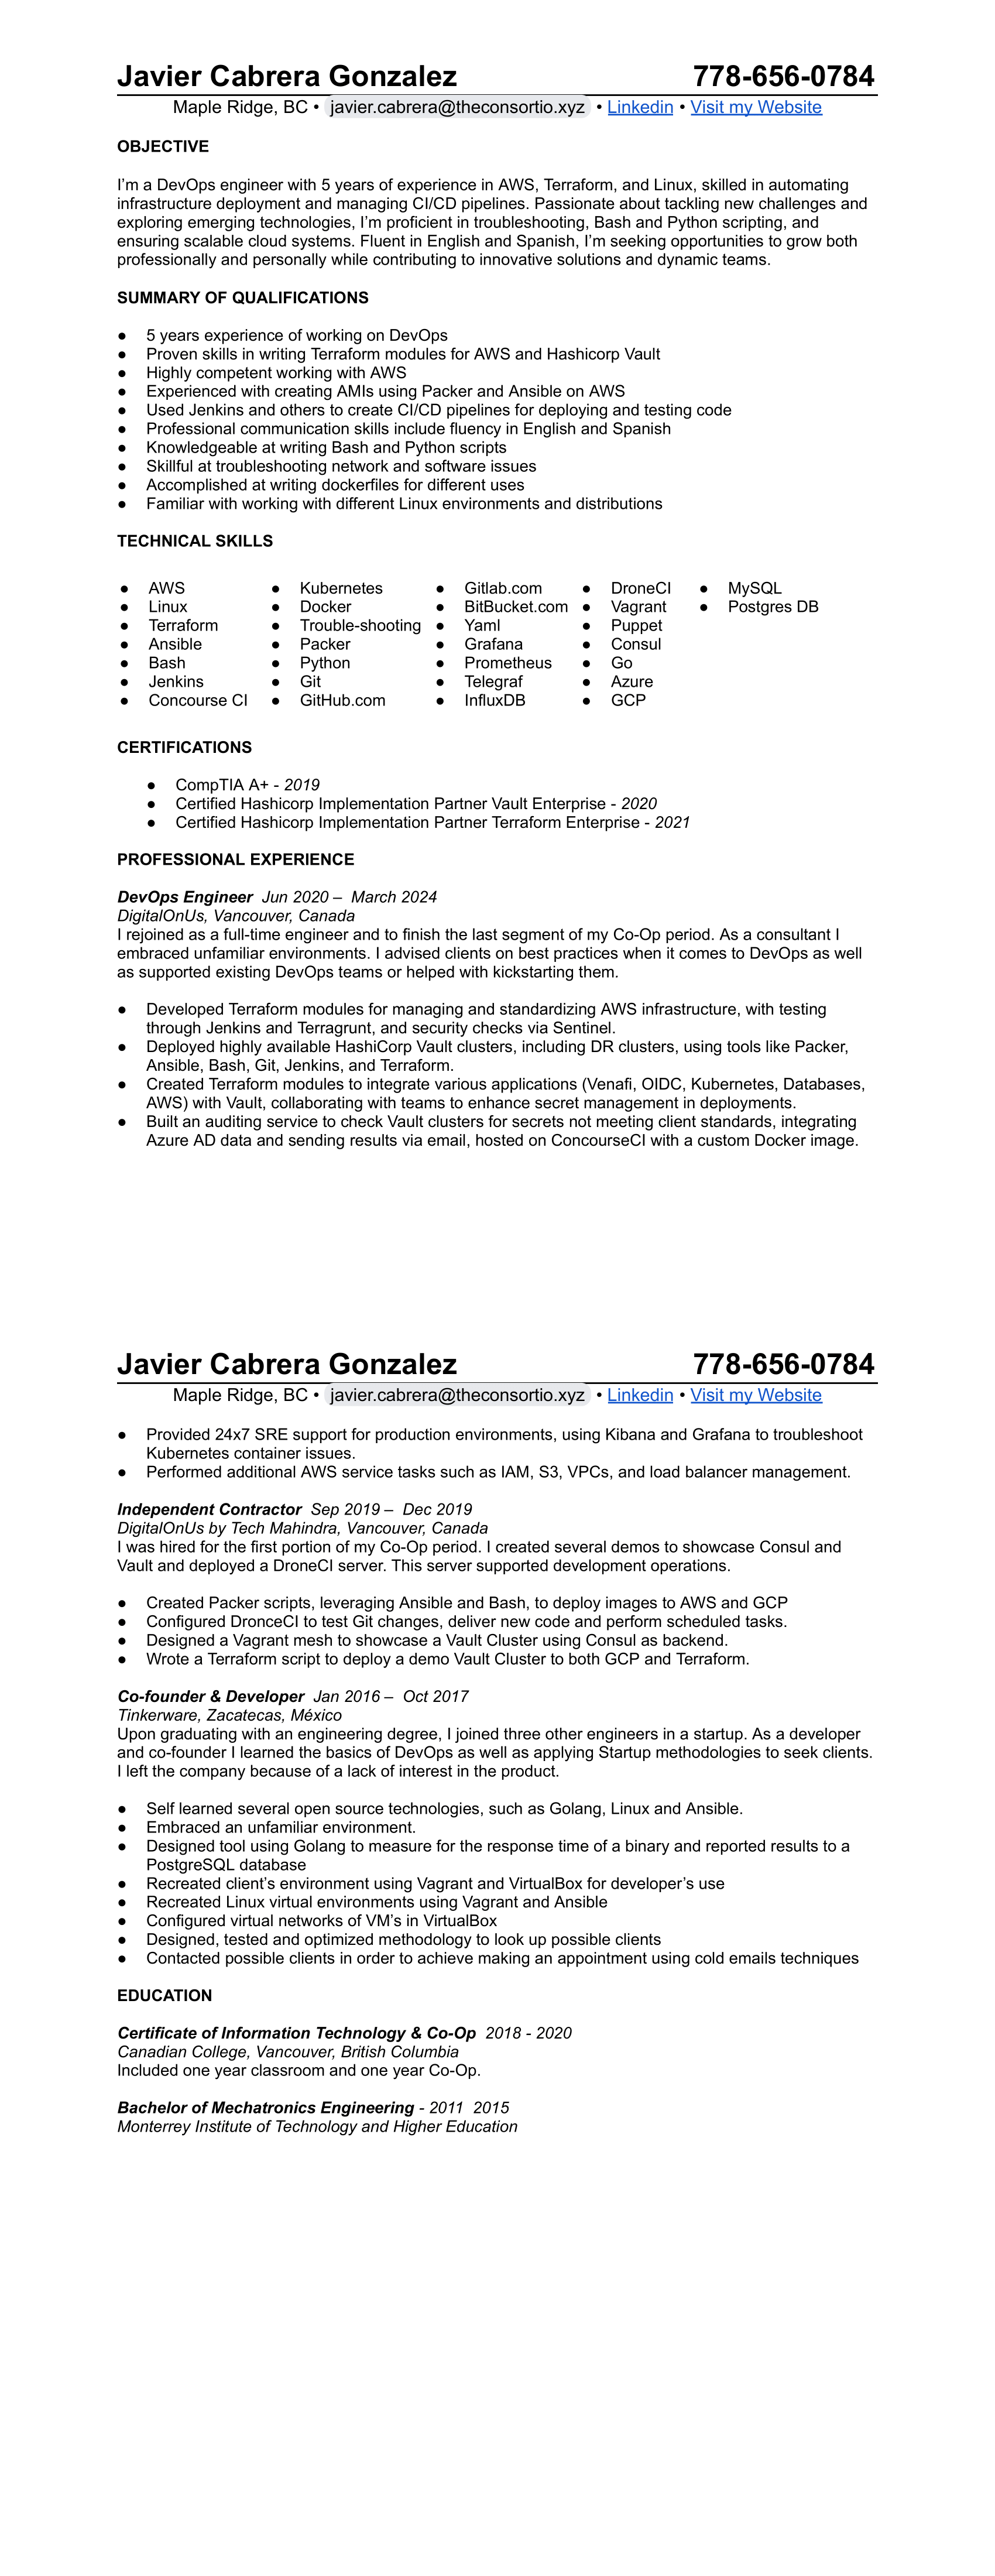 Javier Cabrera Gonzalez 778-656-0784
Maple Ridge, BC • javier.cabrera@theconsortio.xyz • Linkedin • Visit my Website
OBJECTIVE
I'm a DevOps engineer with 5 years of experience in AWS, Terraform, and Linux, skilled in automating
infrastructure deployment and managing CI/CD pipelines. Passionate about tackling new challenges and
exploring emerging technologies, I'm proficient in troubleshooting, Bash and Python scripting, and
ensuring scalable cloud systems. Fluent in English and Spanish, I'm seeking opportunities to grow both
professionally and personally while contributing to innovative solutions and dynamic teams.
SUMMARY OF QUALIFICATIONS
● 5 years experience of working on DevOps
● Proven skills in writing Terraform modules for AWS and Hashicorp Vault
● Highly competent working with AWS
● Experienced with creating AMIs using Packer and Ansible on AWS
● Used Jenkins and others to create CI/CD pipelines for deploying and testing code
● Professional communication skills include fluency in English and Spanish
● Knowledgeable at writing Bash and Python scripts
● Skillful at troubleshooting network and software issues
● Accomplished at writing dockerfiles for different uses
● Familiar with working with different Linux environments and distributions
TECHNICAL SKILLS
● AWS ● Kubernetes ● Gitlab.com ● DroneCI ● MySQL
● Linux ● Docker ● BitBucket.com ● Vagrant ● Postgres DB
● Terraform ● Trouble-shooting ● Yaml ● Puppet
● Ansible ● Packer ● Grafana ● Consul
● Bash ● Python ● Prometheus ● Go
● Jenkins ● Git ● Telegraf ● Azure
● Concourse CI ● GitHub.com ● InfluxDB ● GCP
CERTIFICATIONS
● CompTIA A+ - 2019
● Certified Hashicorp Implementation Partner Vault Enterprise - 2020
● Certified Hashicorp Implementation Partner Terraform Enterprise - 2021
PROFESSIONAL EXPERIENCE
DevOps Engineer Jun 2020 – March 2024
DigitalOnUs, Vancouver, Canada
I rejoined as a full-time engineer and to finish the last segment of my Co-Op period. As a consultant I
embraced unfamiliar environments. I advised clients on best practices when it comes to DevOps as well
as supported existing DevOps teams or helped with kickstarting them.
● Developed Terraform modules for managing and standardizing AWS infrastructure, with testing
through Jenkins and Terragrunt, and security checks via Sentinel.
● Deployed highly available HashiCorp Vault clusters, including DR clusters, using tools like Packer,
Ansible, Bash, Git, Jenkins, and Terraform.
● Created Terraform modules to integrate various applications (Venafi, OIDC, Kubernetes, Databases,
AWS) with Vault, collaborating with teams to enhance secret management in deployments.
● Built an auditing service to check Vault clusters for secrets not meeting client standards, integrating
Azure AD data and sending results via email, hosted on ConcourseCI with a custom Docker image.
Javier Cabrera Gonzalez 778-656-0784
Maple Ridge, BC • javier.cabrera@theconsortio.xyz • Linkedin • Visit my Website
● Provided 24x7 SRE support for production environments, using Kibana and Grafana to troubleshoot
Kubernetes container issues.
● Performed additional AWS service tasks such as IAM, S3, VPCs, and load balancer management.
Independent Contractor Sep 2019 – Dec 2019
DigitalOnUs by Tech Mahindra, Vancouver, Canada
I was hired for the first portion of my Co-Op period. I created several demos to showcase Consul and
Vault and deployed a DroneCI server. This server supported development operations.
● Created Packer scripts, leveraging Ansible and Bash, to deploy images to AWS and GCP
● Configured DronceCI to test Git changes, deliver new code and perform scheduled tasks.
● Designed a Vagrant mesh to showcase a Vault Cluster using Consul as backend.
● Wrote a Terraform script to deploy a demo Vault Cluster to both GCP and Terraform.
Co-founder & Developer Jan 2016 – Oct 2017
Tinkerware, Zacatecas, México
Upon graduating with an engineering degree, I joined three other engineers in a startup. As a developer
and co-founder I learned the basics of DevOps as well as applying Startup methodologies to seek clients.
I left the company because of a lack of interest in the product.
● Self learned several open source technologies, such as Golang, Linux and Ansible.
● Embraced an unfamiliar environment.
● Designed tool using Golang to measure for the response time of a binary and reported results to a
PostgreSQL database
● Recreated client's environment using Vagrant and VirtualBox for developer's use
● Recreated Linux virtual environments using Vagrant and Ansible
● Configured virtual networks of VM's in VirtualBox
● Designed, tested and optimized methodology to look up possible clients
● Contacted possible clients in order to achieve making an appointment using cold emails techniques
EDUCATION
Certificate of Information Technology & Co-Op 2018 - 2020
Canadian College, Vancouver, British Columbia
Included one year classroom and one year Co-Op.
Bachelor of Mechatronics Engineering - 2011 2015
Monterrey Institute of Technology and Higher Education